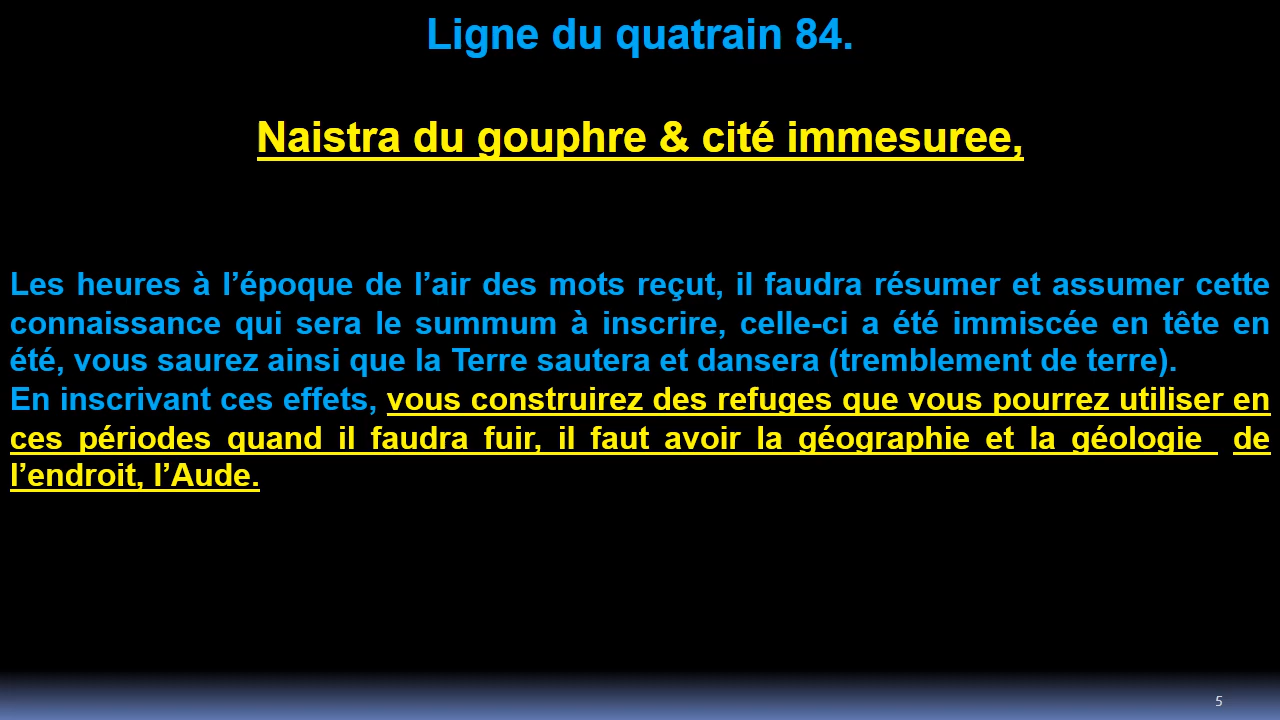 Ligne du quatrain 84.
Naistra du gouphre & cité immesuree,
Les heures à l’époque de l’air des mots reçut, il faudra résumer et assumer cette
connaissance qui sera le summum à inscrire, celle-ci a été immiscée en tête en
été, vous saurez ainsi que la Terre sautera et dansera (tremblement de terre).
En inscrivant ces effets, vous construirez des refuges que vous pourrez utiliser en
ces périodes quand il faudra fuir, il faut avoir la géographie et la géologie de
l’endroit, l’Aude.
5